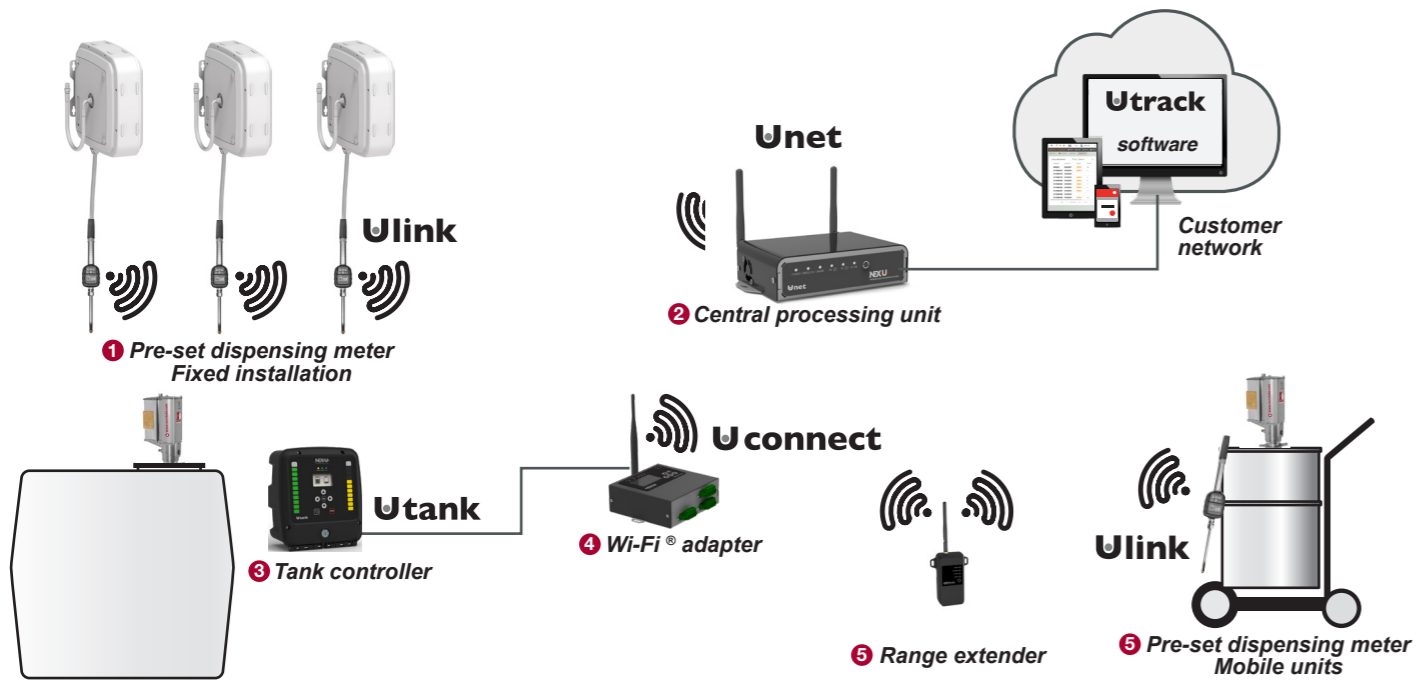 Ulink
1 Pre-set dispensing meter
Fixed installation
Unet
NEXU
Unet
2 Central processing unit
Utrack
software
Customer
network
NEXU
Utank
Utank
3 Tank controller
Uconnect
4 Wi-Fi ® adapter
5 Range extender
Ulink
5 Pre-set dispensing meter
Mobile units